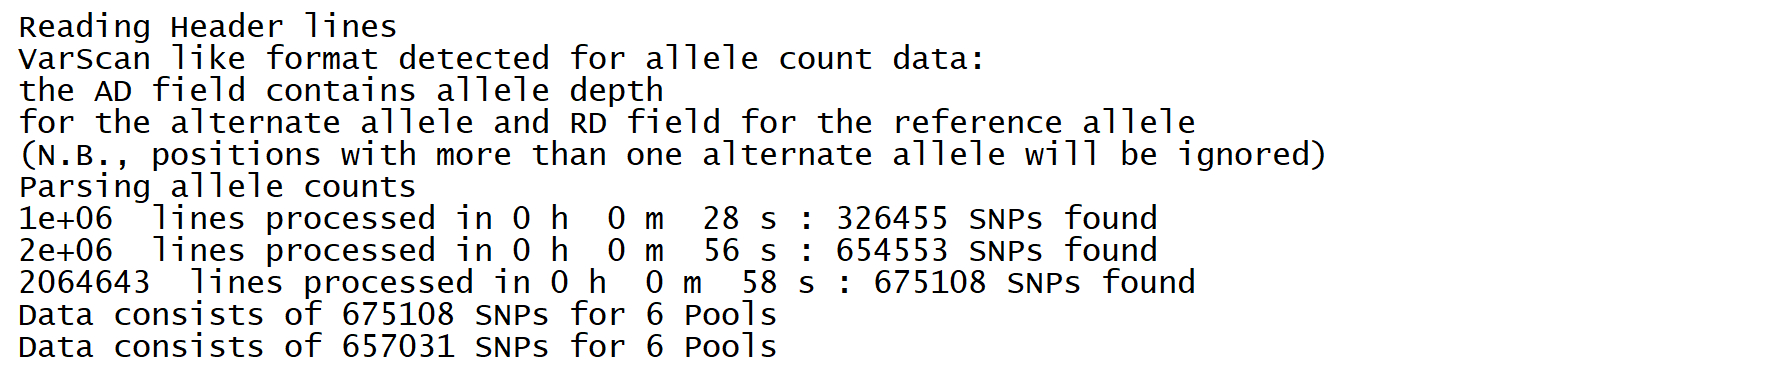 Reading Header lines
VarScan like format detected for allele count data:
the AD field contains allele depth
for the alternate allele and RD field for the reference allele
(N.B., positions with more than one alternate allele will be ignored)
Parsing allele counts
1e+06  lines processed in 0 h  0 m  28 s : 326455 SNPs found
2e+06  lines processed in 0 h  0 m  56 s : 654553 SNPs found
2064643  lines processed in 0 h  0 m  58 s : 675108 SNPs found
Data consists of 675108 SNPs for 6 Pools
Data consists of 657031 SNPs for 6 Pools